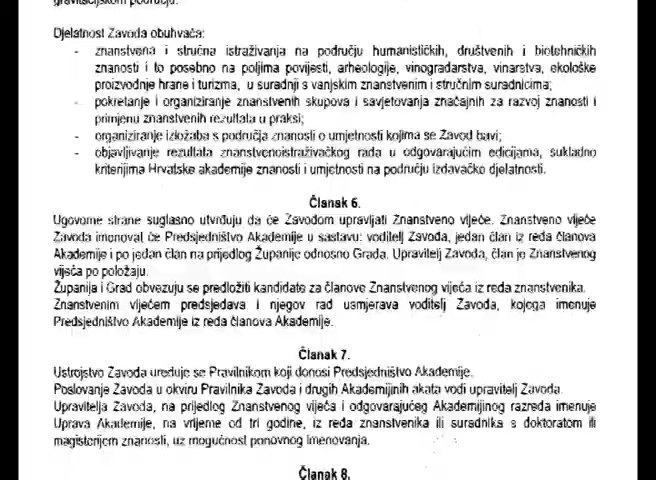 gravitacijskom području.
Djelatnost Zavoda obuhvaća:
- znanstvena i stručna istraživanja na području humanističkih, društvenih i biotehničkih
znanosti i to posebno na poljima povijesti, arheologije, vinogradarstva, vinarstva, ekološke
proizvodnje hrane i turizma, u suradnji s vanjskim znanstvenim i stručnim suradnicima;
- pokretanje i organiziranje znanstvenih skupova i savjetovanja značajnih za razvoj znanosti i
primjenu znanstvenih rezultata u praksi;
- organiziranje izložaba s područja znanosti o umjetnosti kojima se Zavod bavi;
- objavljivanje rezultata znanstvenoistraživačkog rada u odgovarajućim edicijama, sukladno
kriterijima Hrvatske akademije znanosti i umjetnosti na području izdavačke djelatnosti.
Članak 6.
Ugovorne strane suglasno utvrđuju da će Zavodom upravljati Znanstveno vijeće. Znanstveno vijeće
Zavoda imenovat će Predsjedništvo Akademije u sastavu: voditelj Zavoda, jedan član iz reda članova
Akademije i po jedan član na prijedlog Županije odnosno Grada. Upravitelj Zavoda, član je Znanstvenog
vijeća po položaju.
Županija i Grad obvezuju se predložiti kandidate za članove Znanstvenog vijeća iz reda znanstvenika.
Znanstvenim vijećem predsjedava i njegov rad usmjerava voditelj Zavoda, kojega imenuje
Predsjedništvo Akademije iz reda članova Akademije.
Članak 7.
Ustrojstvo Zavoda uređuje se Pravilnikom koji donosi Predsjedništvo Akademije.
Poslovanje Zavoda u okviru Pravilnika Zavoda i drugih Akademijinih akata vodi upravitelj Zavoda.
Upravitelja Zavoda, na prijedlog Znanstvenog vijeća i odgovarajućeg Akademijinog razreda imenuje
Uprava Akademije, na vrijeme od tri godine, iz reda znanstvenika ili suradnika s doktoratom ili
magisterijem znanosti, uz mogućnost ponovnog imenovanja.
Članak 8.